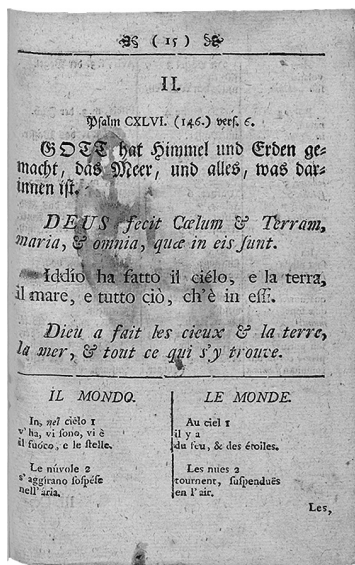 ( 15 )
II.
Psalm CXLVI. (146.) vers. 6.
GOTT hat Himmel und Erden ge-
macht, das Meer, und alles, was dar-
innen ist.
DEUS fecit Cœlum & Terram,
maria, & omnia, quæ in eis sunt.
Iddìo ha fatto il ciélo, e la terra,
il mare, e tutto ciò, ch'è in essi.
Dieu a fait les cieux & la terre,
la mer, & tout ce qui s'y trouve.
IL MONDO.
In, nel ciélo 1
v'ha, vi sono, vi è
il fuóco, e le stelle.
Le núvole 2
s'aggìrano sospése
nell'ària.
LE MONDE.
Au ciel 1
il y a
du feu, & des étoiles.
Les nues 2
tournent, suspenduës
en l'air.
Les,